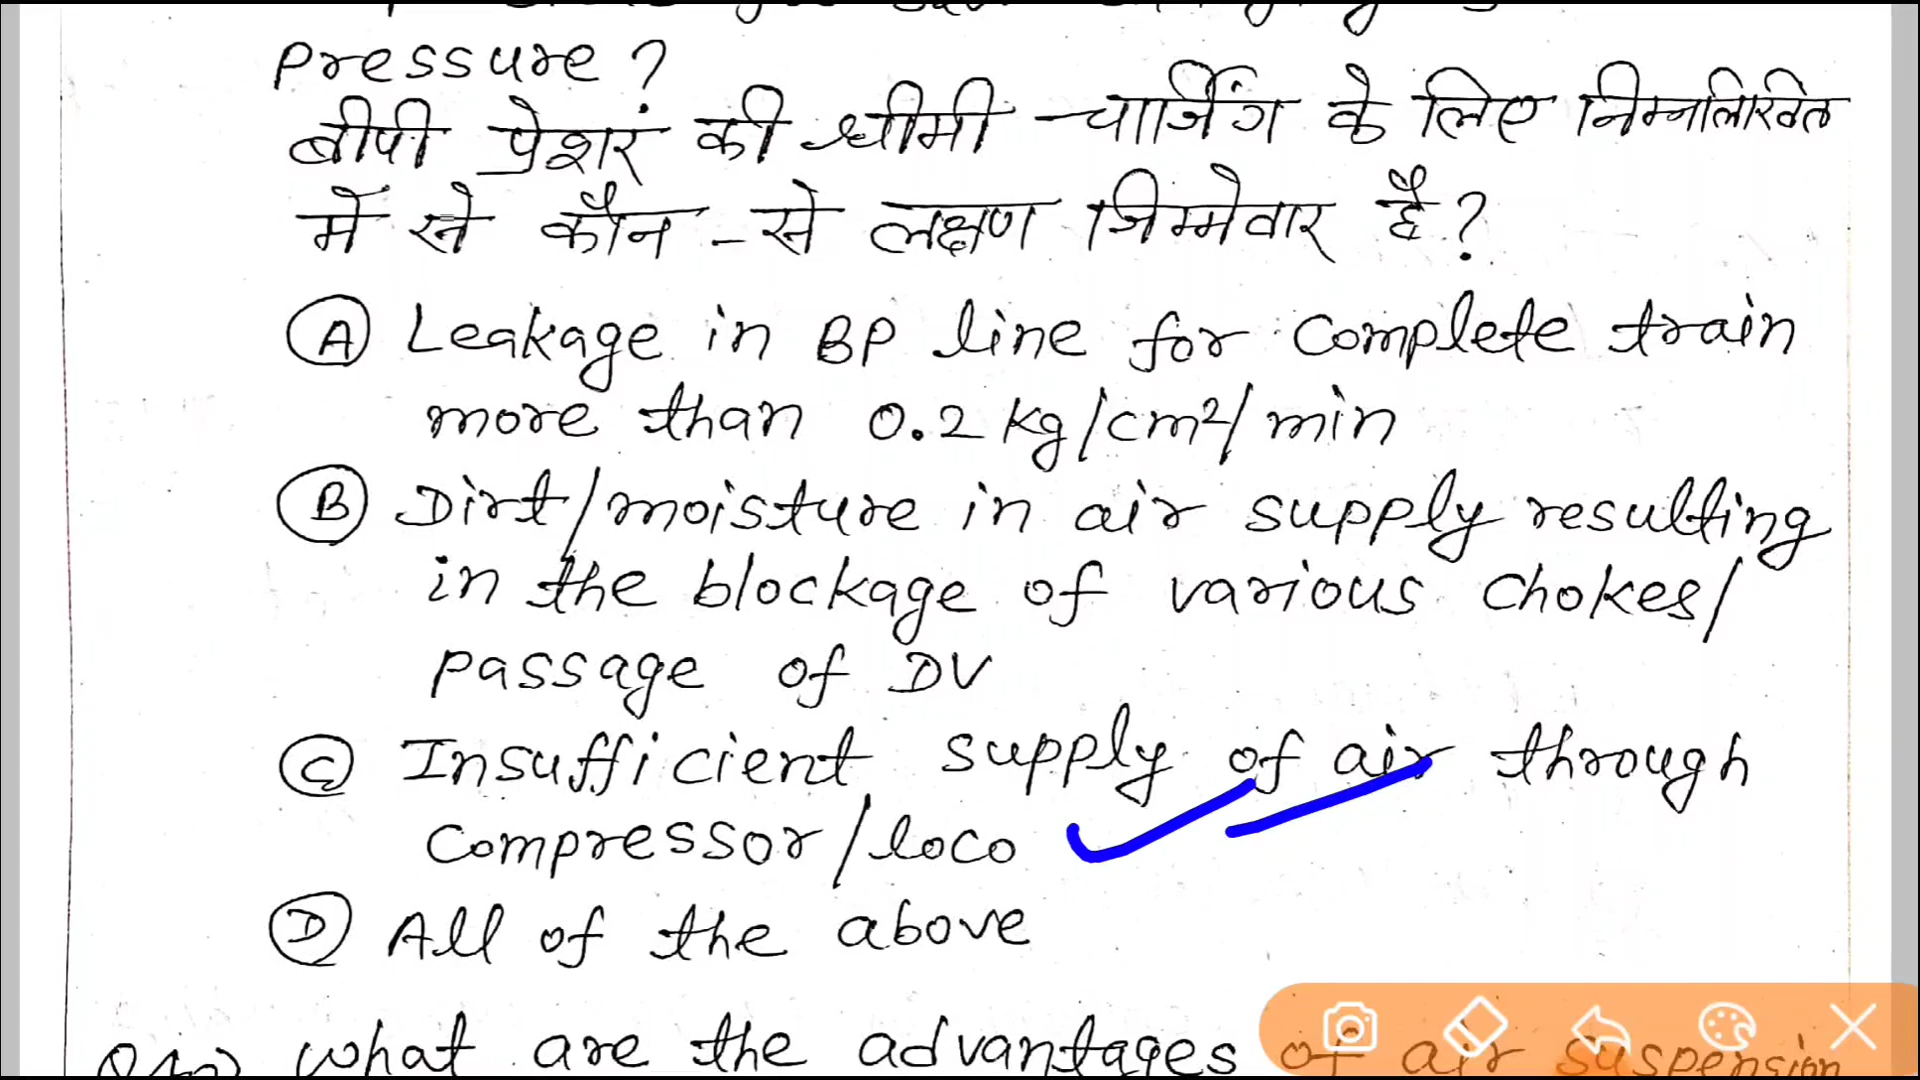 pressure?
बीपी प्रेशर की धीमी चार्जिंग के लिए निम्नलिखित
में से कौन-से लक्षण जिम्मेवार है?
(A) Leakage in BP line for complete train
more than 0.2 kg/cm²/min
(B) Dirt/moisture in air supply resulting
in the blockage of various chokes/
passage of DV
(C) Insufficient supply of air through
compressor/loco
(D) All of the above
what are the advantages of air suspension